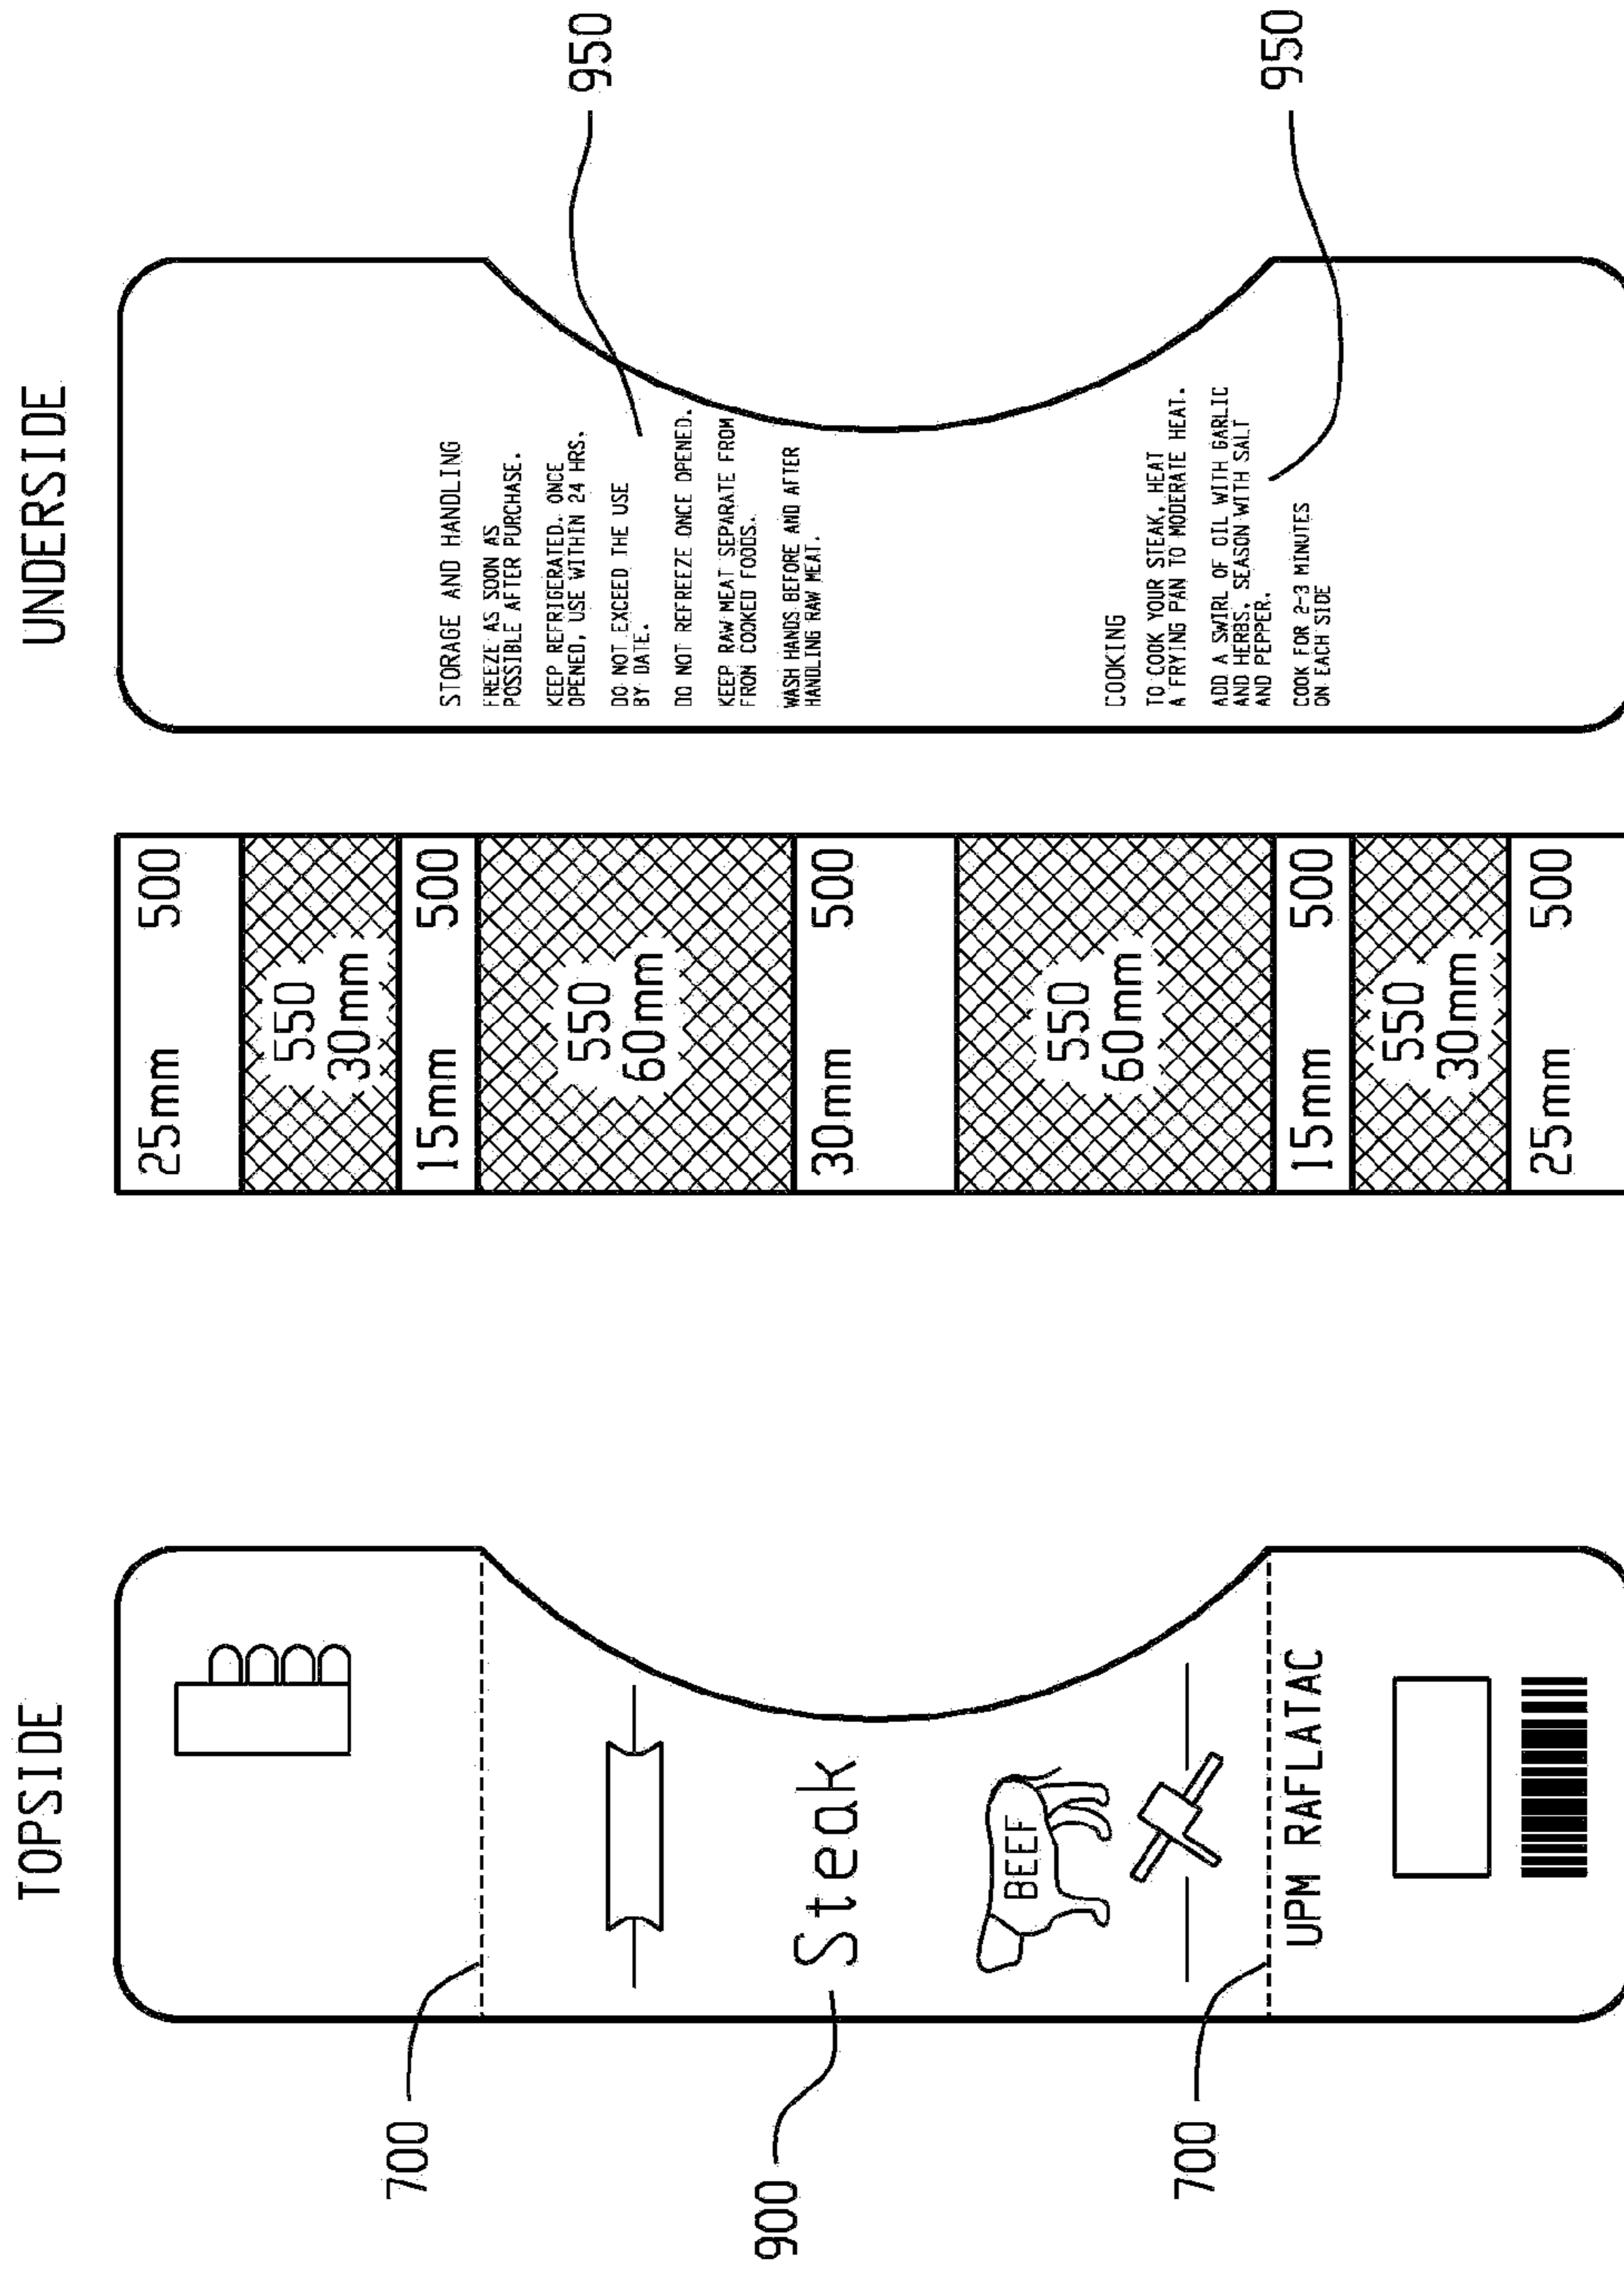 TOPSIDE
700
900
Steak
BEEF
700
UPM RAFLATAC
25mm 500
550
30mm
15mm 500
550
60mm
30mm 500
550
60mm
15mm 500
550
30mm
25mm 500
UNDERSIDE
STORAGE AND HANDLING
FREEZE AS SOON AS
POSSIBLE AFTER PURCHASE.
KEEP REFRIGERATED. ONCE
OPENED, USE WITHIN 24 HRS.
DO NOT EXCEED THE USE
BY DATE.
DO NOT REFREEZE ONCE OPENED.
KEEP RAW MEAT SEPARATE FROM
FROM COOKED FOODS.
WASH HANDS BEFORE AND AFTER
HANDLING RAW MEAT.
950
COOKING
TO COOK YOUR STEAK, HEAT
A FRYING PAN TO MODERATE HEAT.
ADD A SWIRL OF OIL WITH GARLIC
AND HERBS. SEASON WITH SALT
AND PEPPER.
COOK FOR 2-3 MINUTES
ON EACH SIDE
950